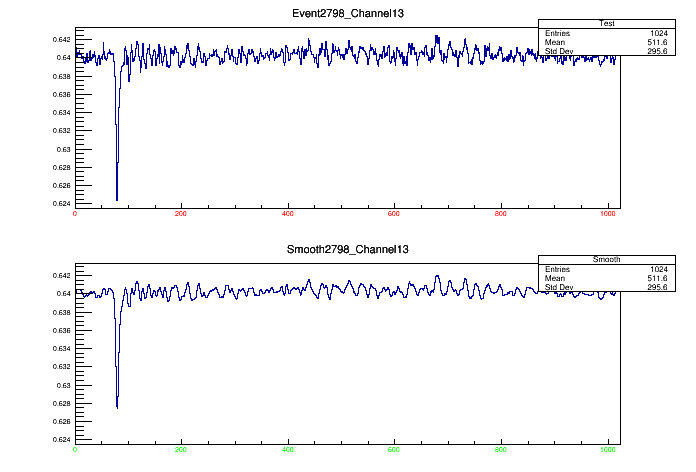 Event2798_Channel13
Test
Entries 1024
Mean 511.6
Std Dev 295.6
0.642
0.64
0.638
0.636
0.634
0.632
0.63
0.628
0.626
0.624
0 200 400 600 800 1000
Smooth2798_Channel13
Smooth
Entries 1024
Mean 511.6
Std Dev 295.6
0.642
0.64
0.638
0.636
0.634
0.632
0.63
0.628
0.626
0.624
0 200 400 600 800 1000